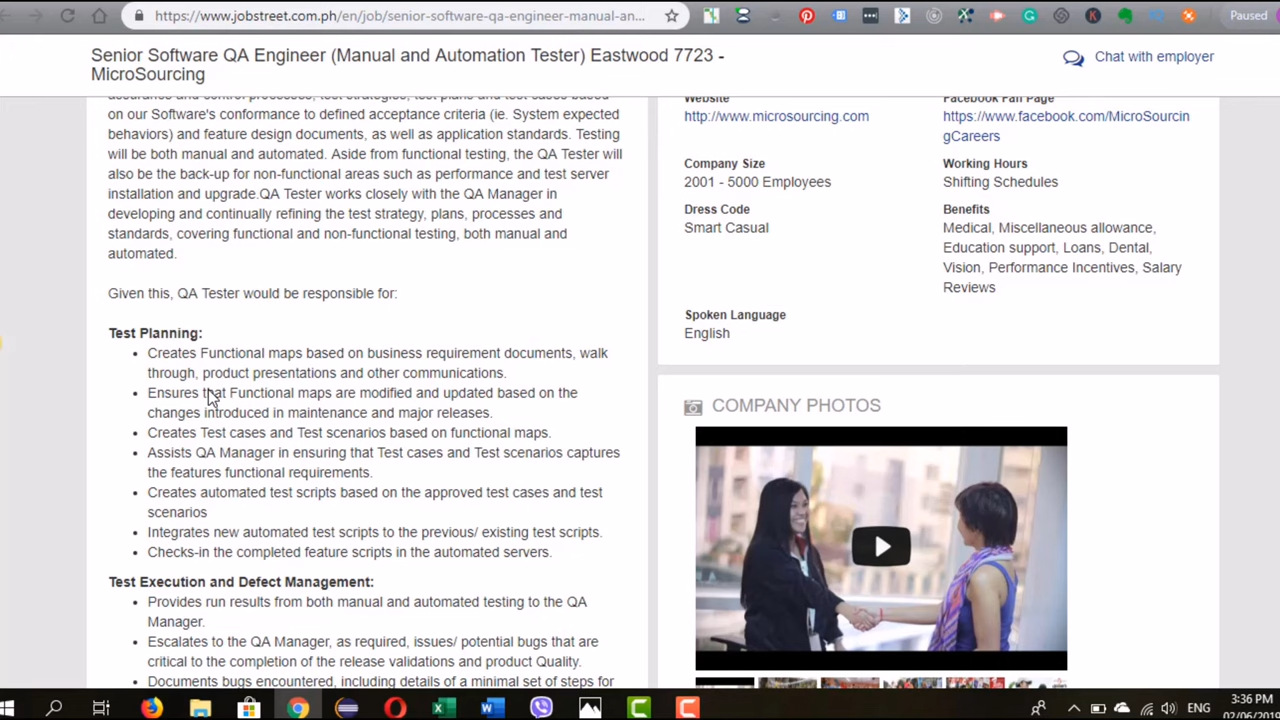 https://www.jobstreet.com.ph/en/job/senior-software-qa-engineer-manual-an...
Paused
Senior Software QA Engineer (Manual and Automation Tester) Eastwood 7723 -
MicroSourcing
Chat with employer
assurance and control processes, test strategies, test plans and test cases based
on our Software's conformance to defined acceptance criteria (ie. System expected
behaviors) and feature design documents, as well as application standards. Testing
will be both manual and automated. Aside from functional testing, the QA Tester will
also be the back-up for non-functional areas such as performance and test server
installation and upgrade.QA Tester works closely with the QA Manager in
developing and continually refining the test strategy, plans, processes and
standards, covering functional and non-functional testing, both manual and
automated.
Given this, QA Tester would be responsible for:
Test Planning:
• Creates Functional maps based on business requirement documents, walk
through, product presentations and other communications.
• Ensures that Functional maps are modified and updated based on the
changes introduced in maintenance and major releases.
• Creates Test cases and Test scenarios based on functional maps.
• Assists QA Manager in ensuring that Test cases and Test scenarios captures
the features functional requirements.
• Creates automated test scripts based on the approved test cases and test
scenarios
• Integrates new automated test scripts to the previous/ existing test scripts.
• Checks-in the completed feature scripts in the automated servers.
Test Execution and Defect Management:
• Provides run results from both manual and automated testing to the QA
Manager.
• Escalates to the QA Manager, as required, issues/ potential bugs that are
critical to the completion of the release validations and product Quality.
• Documents bugs encountered, including details of a minimal set of steps for
Website
http://www.microsourcing.com
Facebook Fan Page
https://www.facebook.com/MicroSourcin
gCareers
Company Size
2001 - 5000 Employees
Working Hours
Shifting Schedules
Dress Code
Smart Casual
Benefits
Medical, Miscellaneous allowance,
Education support, Loans, Dental,
Vision, Performance Incentives, Salary
Reviews
Spoken Language
English
COMPANY PHOTOS
ENG
3:36 PM